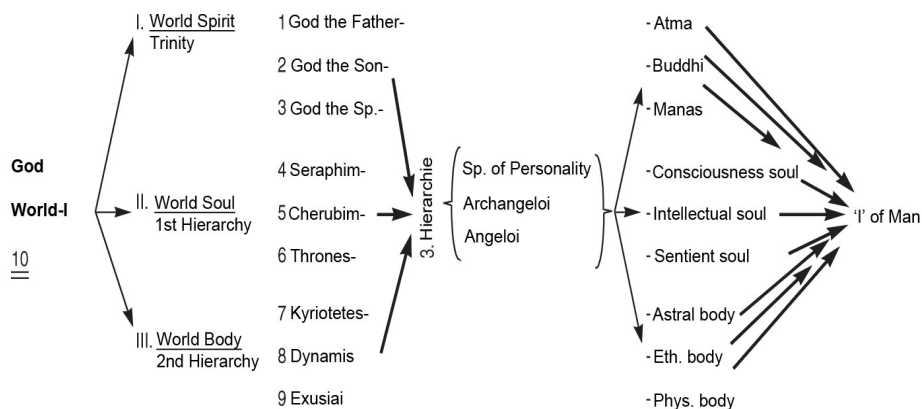 God
World-I
10
I. World Spirit
Trinity
II. World Soul
1st Hierarchy
III. World Body
2nd Hierarchy
1 God the Father-
2 God the Son-
3 God the Sp.-
4 Seraphim-
5 Cherubim-
6 Thrones-
7 Kyriotetes-
8 Dynamis
9 Exusiai
3. Hierarchie
Sp. of Personality
Archangeloi
Angeloi
-Atma
-Buddhi
-Manas
-Consciousness soul
-Intellectual soul
-Sentient soul
-Astral body
-Eth. body
-Phys. body
'I' of Man